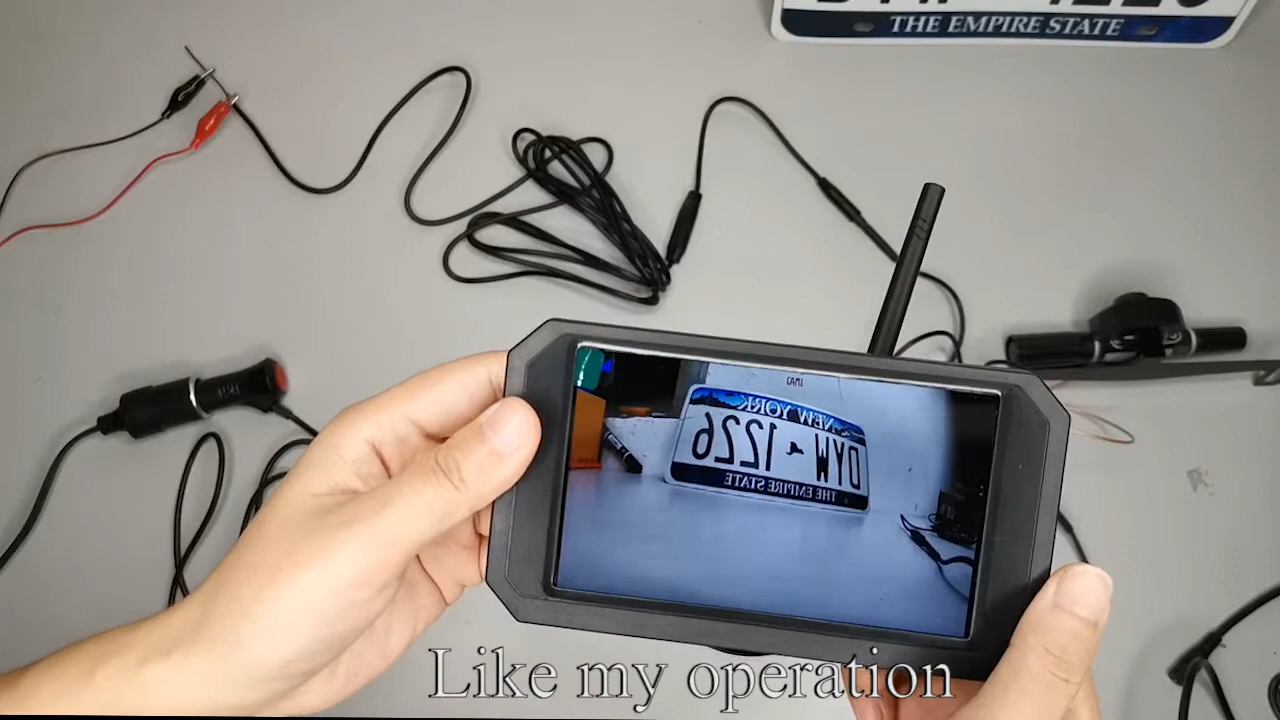 THE EMPIRE STATE
NEW YORK
DYW 1226
THE EMPIRE STATE
Like my operation